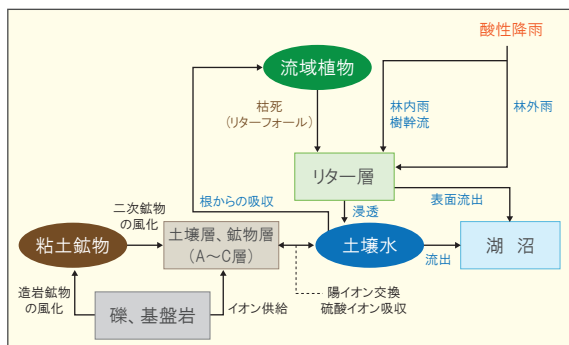 酸性降雨
流域植物
枯死
（リターフォール）
林内雨
樹幹流
林外雨
リター層
根からの吸収
浸透
表面流出
二次鉱物
の風化
粘土鉱物
土壌層、鉱物層
（A～C層）
土壌水
流出
湖 沼
造岩鉱物
の風化
礫、基盤岩
イオン供給
陽イオン交換
硫酸イオン吸収